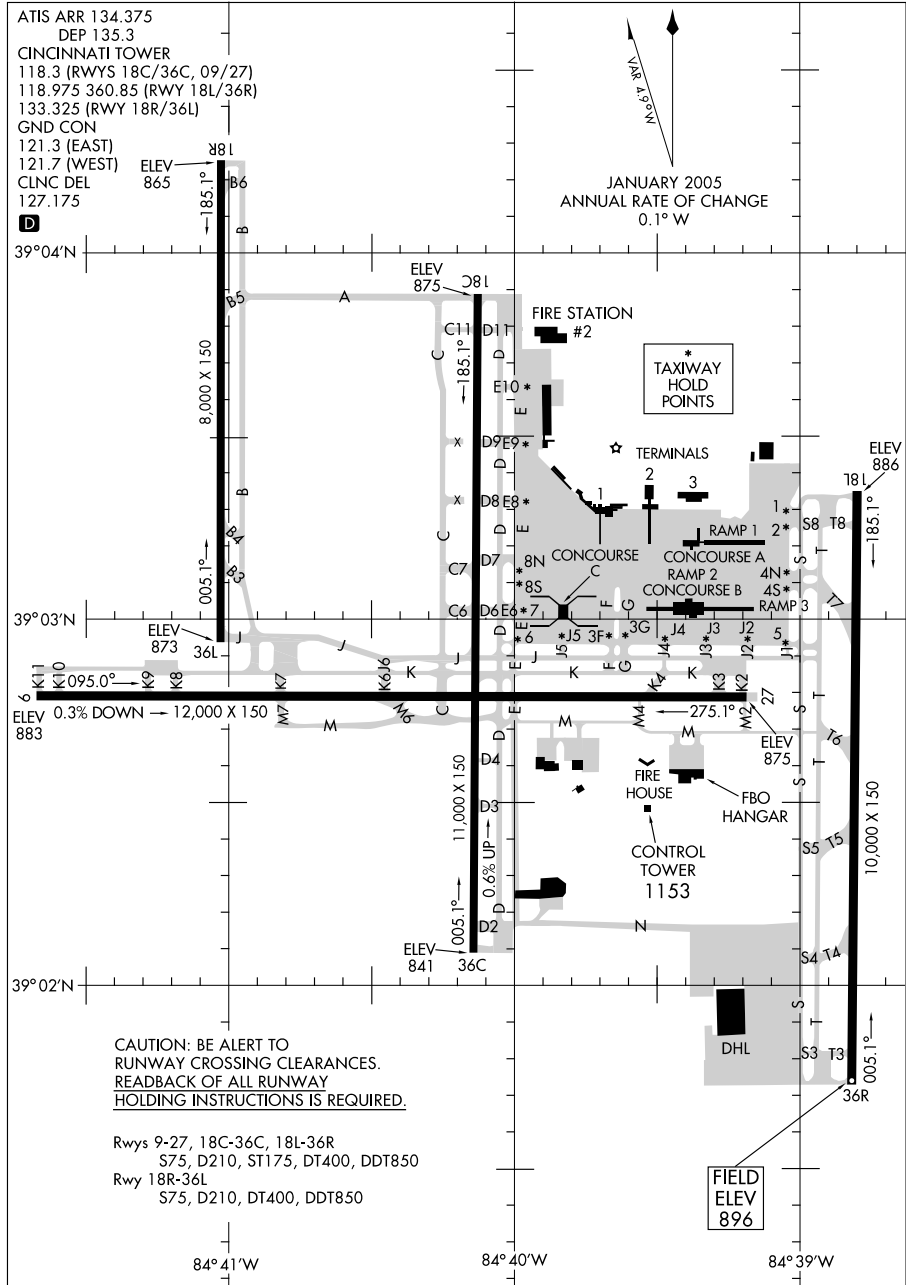 ATIS ARR 134.375
DEP 135.3
CINCINNATI TOWER
118.3 (RWYS 18C/36C, 09/27)
118.975 360.85 (RWY 18L/36R)
133.325 (RWY 18R/36L)
GND CON
121.3 (EAST)
121.7 (WEST)
CLNC DEL
127.175
D
VAR 4.9° W
JANUARY 2005
ANNUAL RATE OF CHANGE
0.1° W
18R
ELEV
865
B6
185.1°
B
39°04'N
B5
A
ELEV
875
18C
C11
D11
D
C
185.1°
FIRE STATION
#2
*
TAXIWAY
HOLD
POINTS
8,000 X 150
E10 *
E
X
D9
E9 *
D
TERMINALS
ELEV
886
18L
X
D8
E8 *
1
2
3
B
D
E
1 *
2 *
S8
T8
185.1°
RAMP 1
B4
C
D7
8N *
CONCOURSE
CONCOURSE A
S
T
B3
C7
8S *
C
RAMP 2
4N *
005.1°
CONCOURSE B
4S *
T7
C6
D6
E6
* 7
F
G
RAMP 3
39°03'N
ELEV
873
36L
J
J
J
D
E
* 6
J
J5
J5
3F *
3G
J4
J4
J3
J3
J2
J2
5
J1
K11
K10
095.0°
K9
K8
K7
K6
J6
K
K
K4
K
K3
K2
F
G
9
ELEV
883
0.3% DOWN
12,000 X 150
M7
M
M6
C
E
D
M
M4
275.1°
M
M2
27
ELEV
875
S
T
T6
D4
FIRE
HOUSE
FBO
HANGAR
S
T
11,000 X 150
D3
0.6% UP
CONTROL
TOWER
1153
S5
T5
10,000 X 150
005.1°
D
D2
N
ELEV
841
36C
S4
T4
39°02'N
S
T
DHL
S3
T3
005.1°
36R
CAUTION: BE ALERT TO
RUNWAY CROSSING CLEARANCES.
READBACK OF ALL RUNWAY
HOLDING INSTRUCTIONS IS REQUIRED.
Rwys 9-27, 18C-36C, 18L-36R
S75, D210, ST175, DT400, DDT850
Rwy 18R-36L
S75, D210, DT400, DDT850
FIELD
ELEV
896
84°41'W
84°40'W
84°39'W